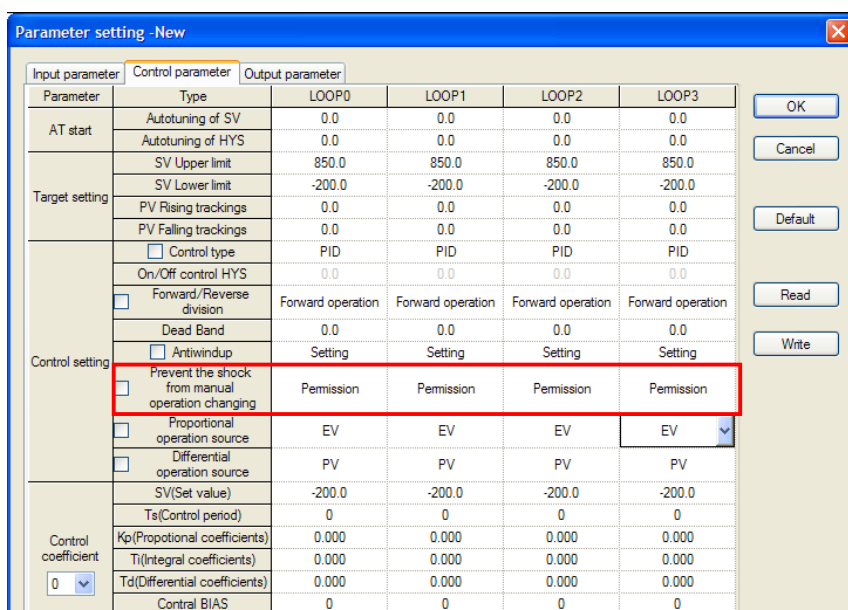 Parameter setting -New
Input parameter Control parameter Output parameter
Parameter Type LOOP0 LOOP1 LOOP2 LOOP3
OK
AT start
Autotuning of SV 0.0 0.0 0.0 0.0
Autotuning of HYS 0.0 0.0 0.0 0.0
Cancel
Target setting
SV Upper limit 850.0 850.0 850.0 850.0
SV Lower limit -200.0 -200.0 -200.0 -200.0
PV Rising trackings 0.0 0.0 0.0 0.0
Default
PV Falling trackings 0.0 0.0 0.0 0.0
Control setting
Control type PID PID PID PID
On/Off control HYS 0.0 0.0 0.0 0.0
Forward/Reverse
division
Forward operation Forward operation Forward operation Forward operation
Read
Dead Band 0.0 0.0 0.0 0.0
Antiwindup Setting Setting Setting Setting
Write
Prevent the shock
from manual
operation changing
Permission Permission Permission Permission
Proportional
operation source
EV EV EV EV
Differential
operation source
PV PV PV PV
Control
coefficient
0
SV(Set value) -200.0 -200.0 -200.0 -200.0
Ts(Control period) 0 0 0 0
Kp(Propotional coefficients) 0.000 0.000 0.000 0.000
Ti(Integral coefficients) 0.000 0.000 0.000 0.000
Td(Differential coefficients) 0.000 0.000 0.000 0.000
Contral BIAS 0 0 0 0